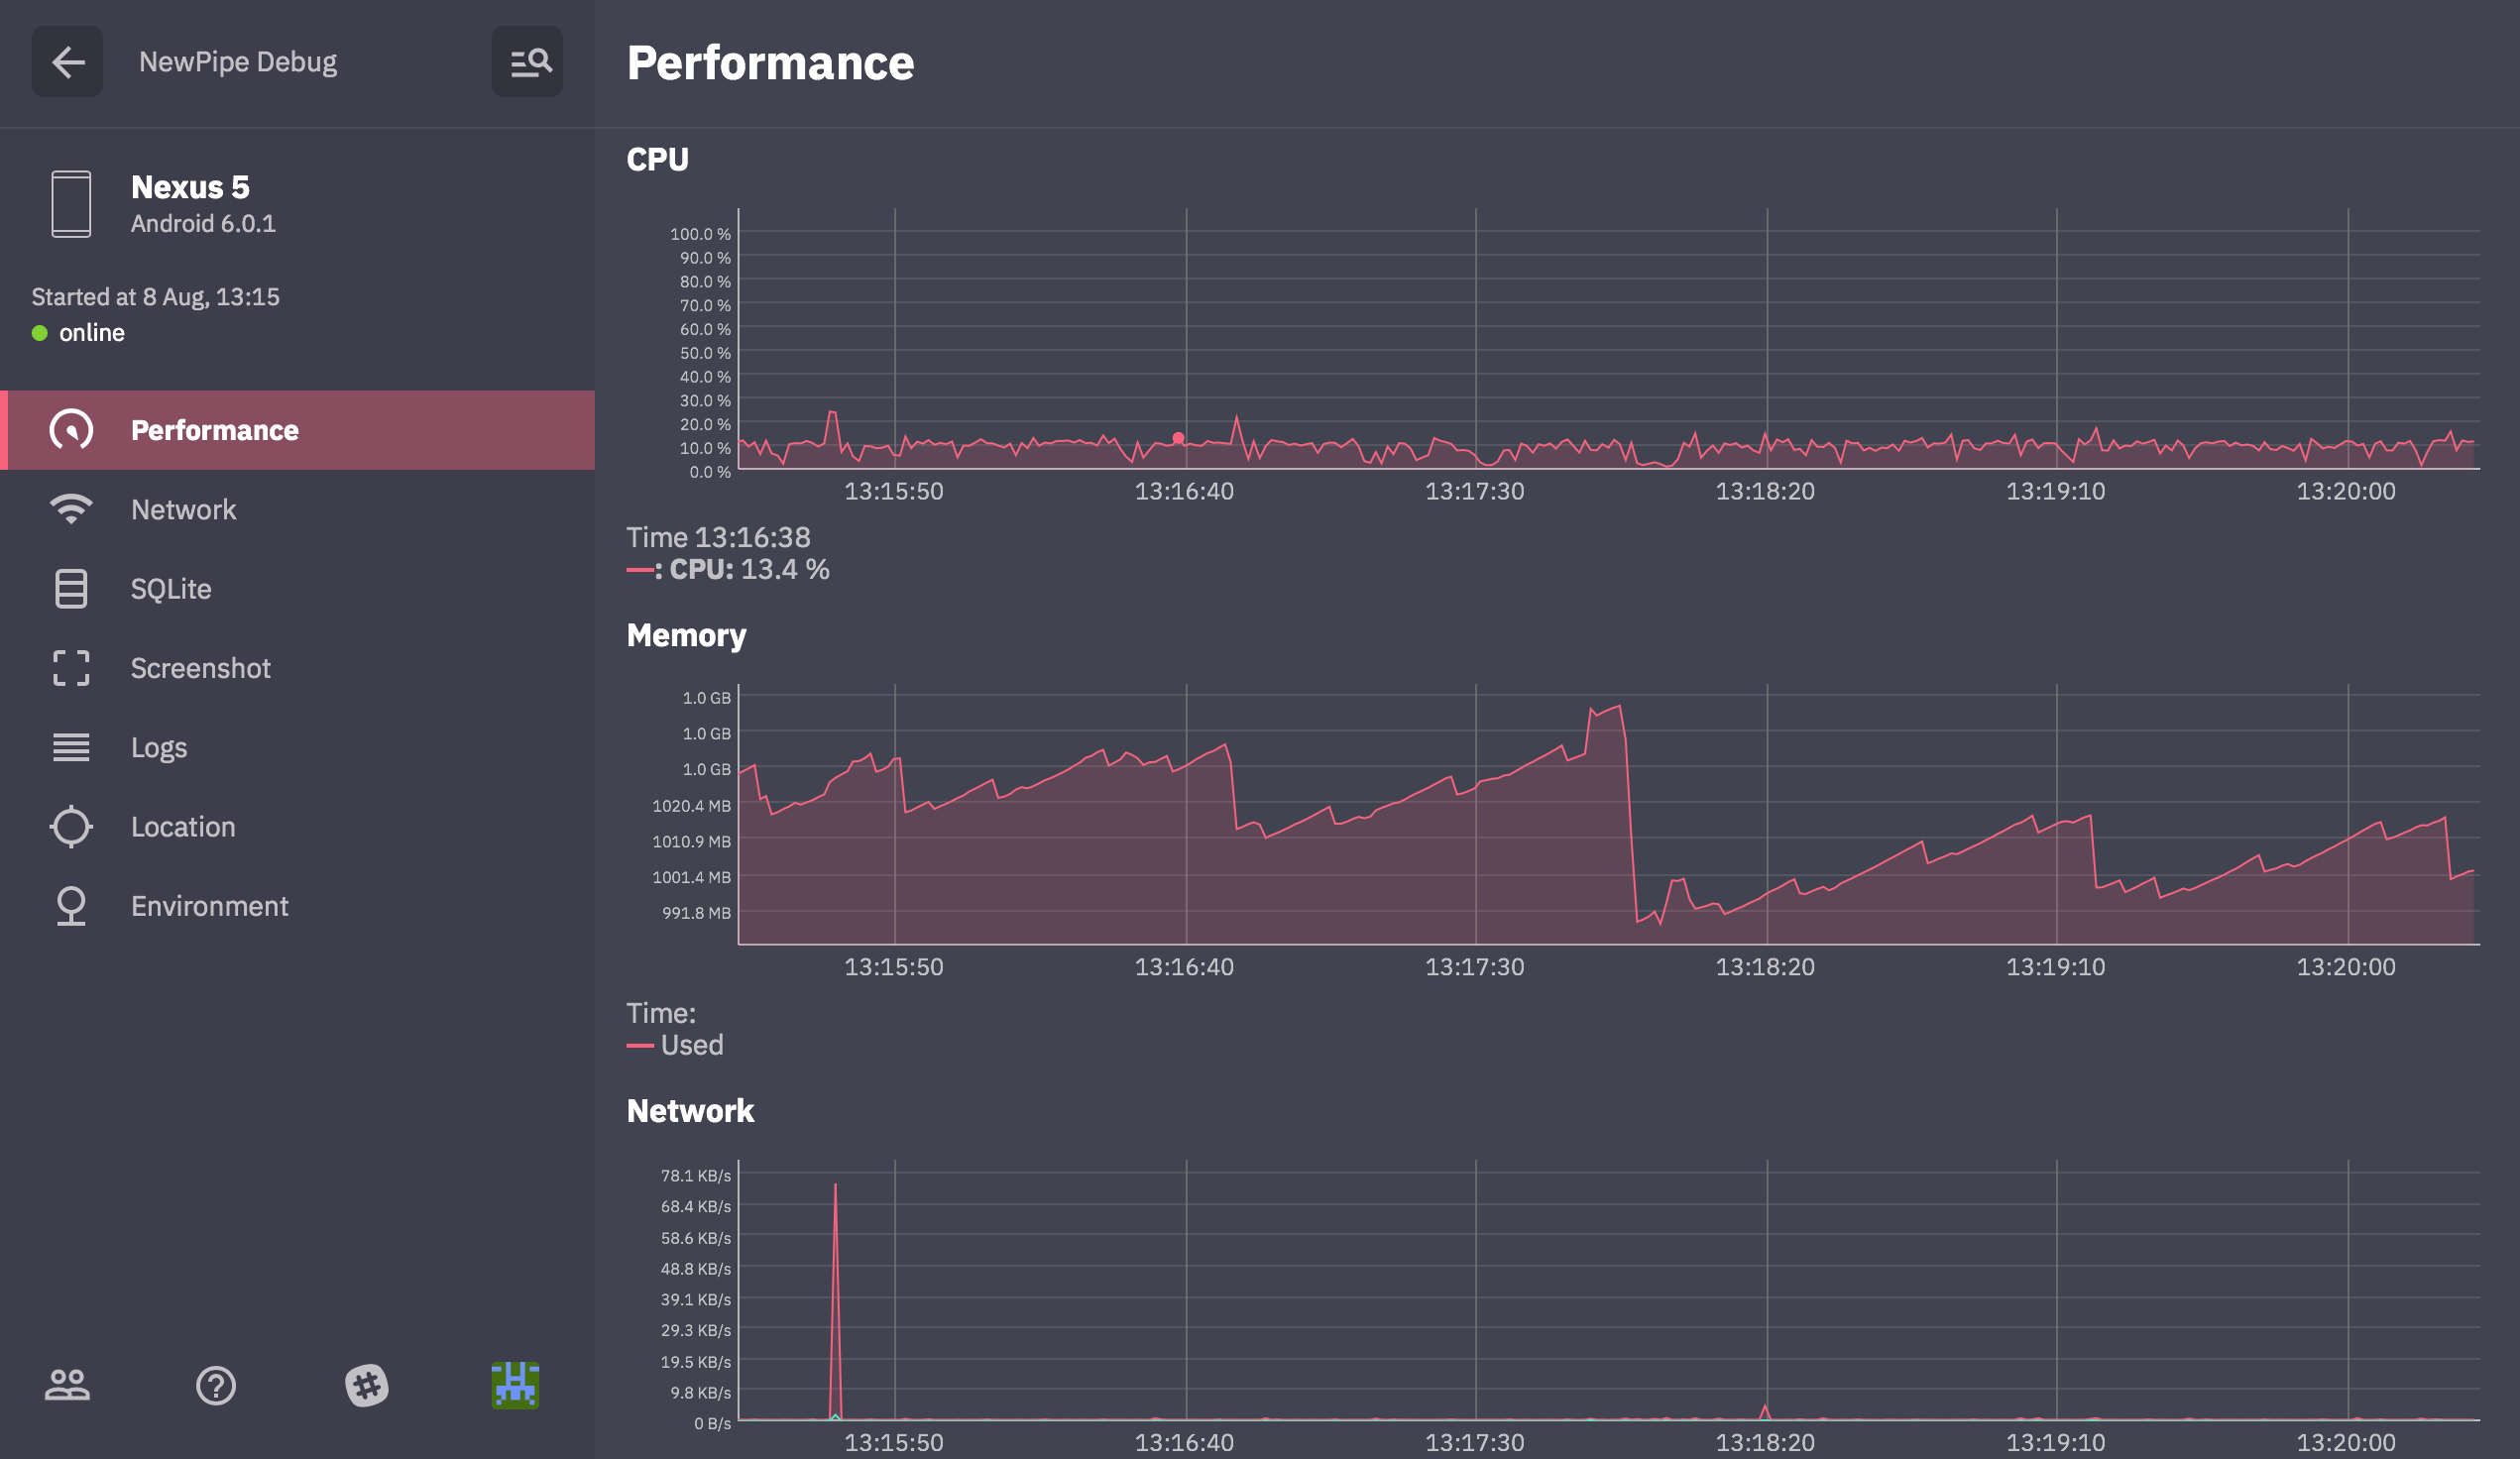 NewPipe Debug
Nexus 5
Android 6.0.1
Started at 8 Aug, 13:15
online
Performance
Network
SQLite
Screenshot
Logs
Location
Environment
Performance
CPU
100.0 %
90.0 %
80.0 %
70.0 %
60.0 %
50.0 %
40.0 %
30.0 %
20.0 %
10.0 %
0.0 %
13:15:50 13:16:40 13:17:30 13:18:20 13:19:10 13:20:00
Time 13:16:38
: CPU: 13.4 %
Memory
1.0 GB
1.0 GB
1.0 GB
1020.4 MB
1010.9 MB
1001.4 MB
991.8 MB
13:15:50 13:16:40 13:17:30 13:18:20 13:19:10 13:20:00
Time:
Used
Network
78.1 KB/s
68.4 KB/s
58.6 KB/s
48.8 KB/s
39.1 KB/s
29.3 KB/s
19.5 KB/s
9.8 KB/s
0 B/s
13:15:50 13:16:40 13:17:30 13:18:20 13:19:10 13:20:00